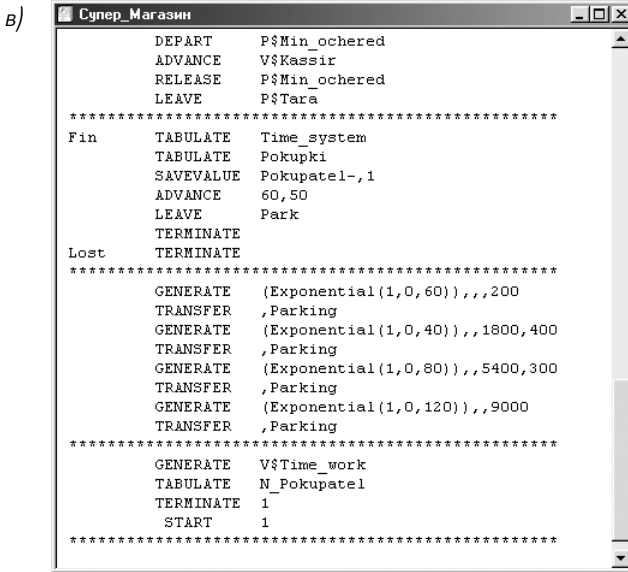 в)
Супер_Магазин
DEPART P$Min_ochered
ADVANCE V$Kassir
RELEASE P$Min_ochered
LEAVE P$Tara
**************************************************
Fin TABULATE Time_system
TABULATE Pokupki
SAVEVALUE Pokupatel-,1
ADVANCE 60,50
LEAVE Park
TERMINATE
Lost TERMINATE
**************************************************
GENERATE (Exponential(1,0,60)),,,200
TRANSFER ,Parking
GENERATE (Exponential(1,0,40)),,1800,400
TRANSFER ,Parking
GENERATE (Exponential(1,0,80)),,5400,300
TRANSFER ,Parking
GENERATE (Exponential(1,0,120)),,9000
TRANSFER ,Parking
**************************************************
GENERATE V$Time_work
TABULATE N_Pokupatel
TERMINATE 1
START 1
**************************************************